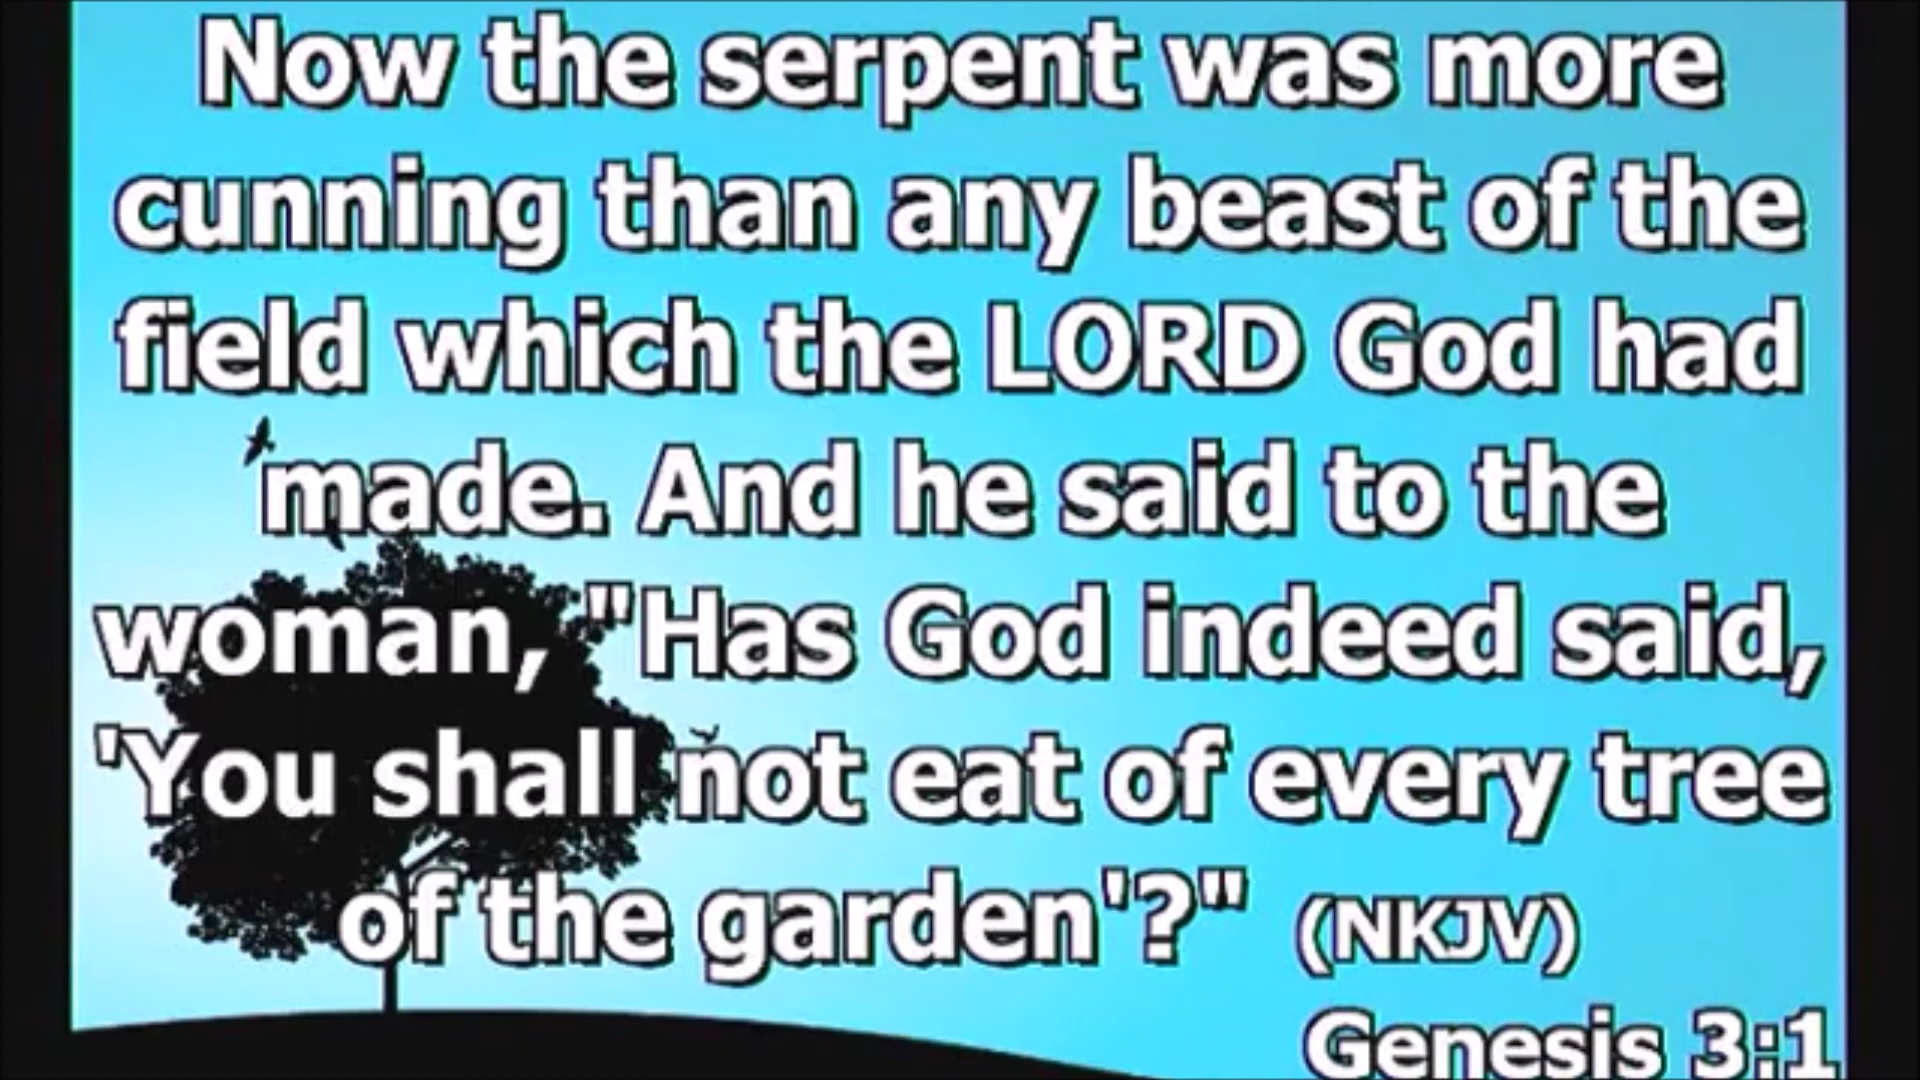 Now the serpent was more
cunning than any beast of the
field which the LORD God had
made. And he said to the
woman, "Has God indeed said,
'You shall not eat of every tree
of the garden'?" (NKJV)
Genesis 3:1